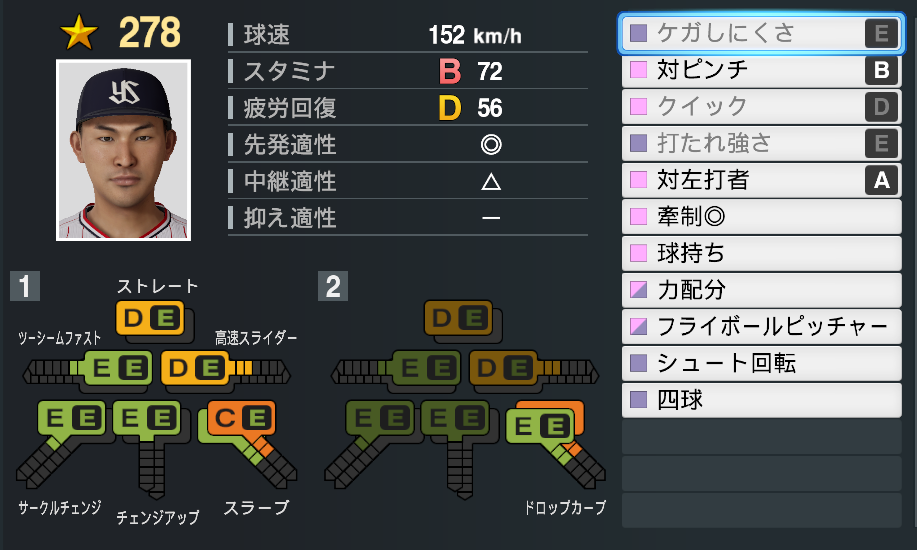 278
YS
球速 152 km/h
スタミナ B 72
疲労回復 D 56
先発適性 ◎
中継適性 △
抑え適性 －
ケガしにくさ E
対ピンチ B
クイック D
打たれ強さ E
対左打者 A
牽制◎
球持ち
力配分
フライボールピッチャー
シュート回転
四球
1
ストレート
D E
ツーシームファスト
高速スライダー
E E
D E
E E
E E
C E
サークルチェンジ
チェンジアップ
スラーブ
2
D E
E E
D E
E E
E E
E E
ドロップカーブ